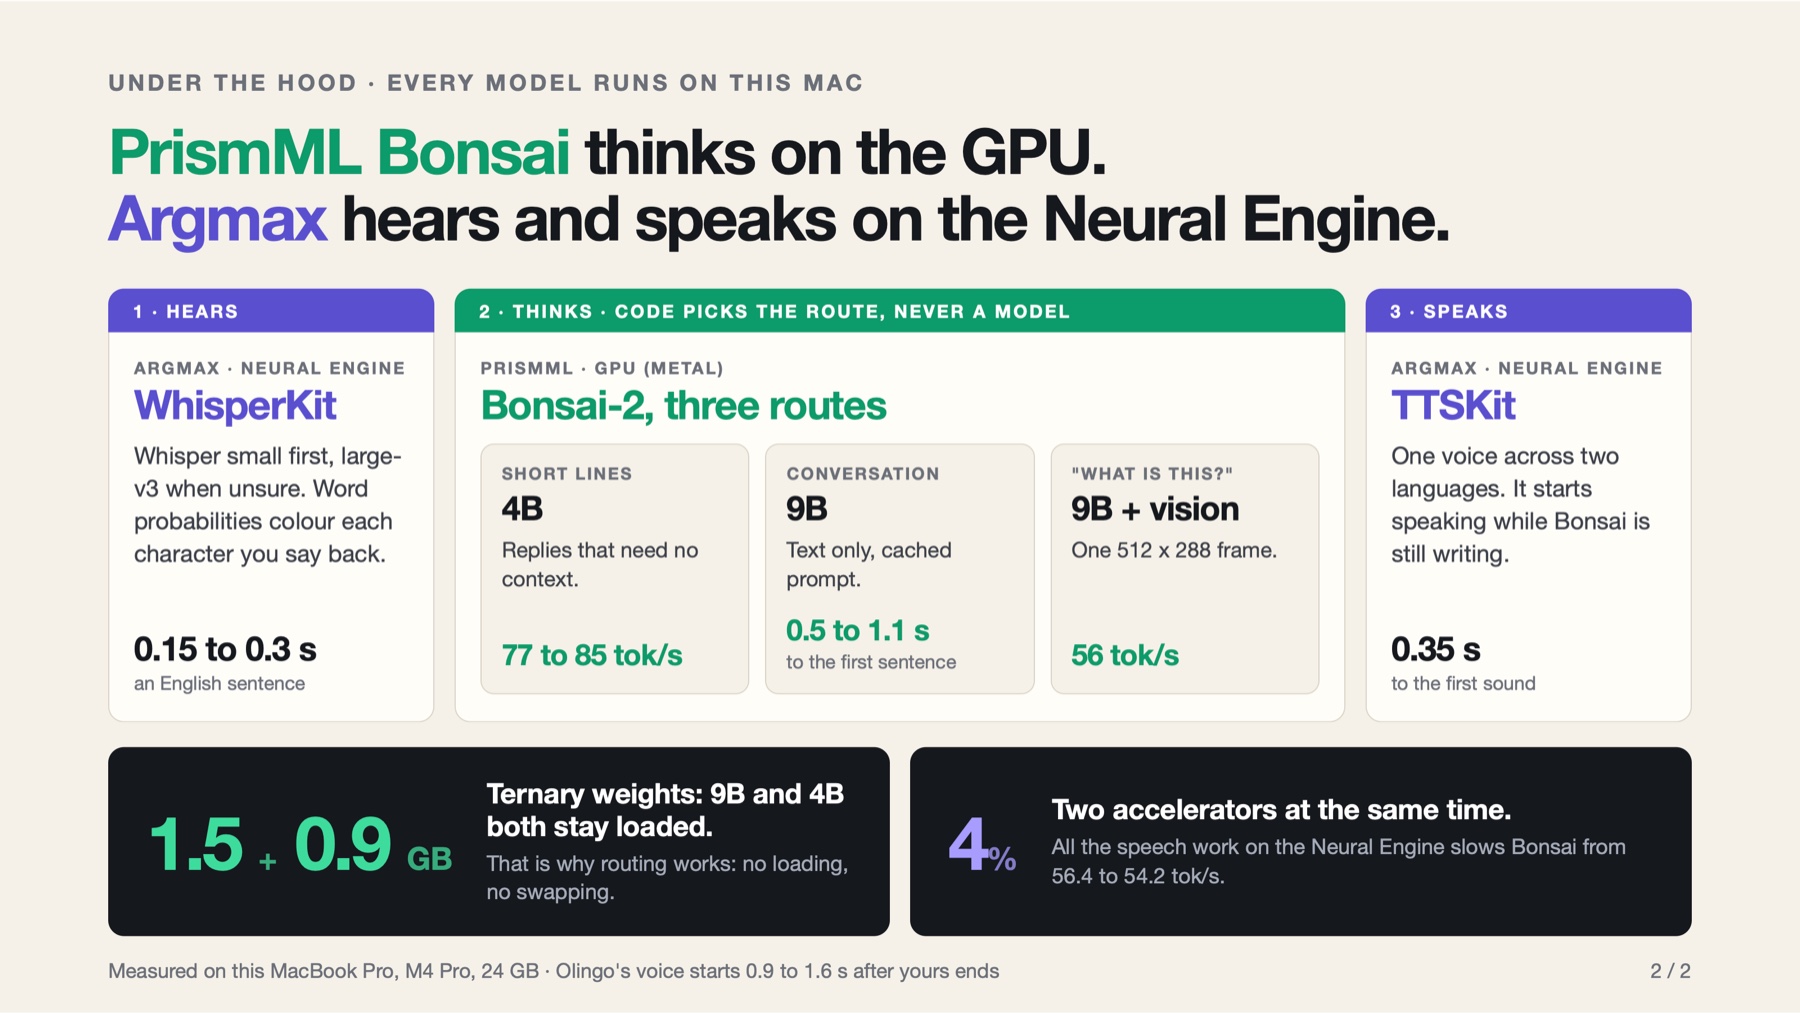 UNDER THE HOOD · EVERY MODEL RUNS ON THIS MAC
PrismML Bonsai thinks on the GPU.
Argmax hears and speaks on the Neural Engine.
1 · HEARS
ARGMAX · NEURAL ENGINE
WhisperKit
Whisper small first, large-
v3 when unsure. Word
probabilities colour each
character you say back.
0.15 to 0.3 s
an English sentence
2 · THINKS · CODE PICKS THE ROUTE, NEVER A MODEL
PRISMML · GPU (METAL)
Bonsai-2, three routes
SHORT LINES
4B
Replies that need no
context.
77 to 85 tok/s
CONVERSATION
9B
Text only, cached
prompt.
0.5 to 1.1 s
to the first sentence
"WHAT IS THIS?"
9B + vision
One 512 x 288 frame.
56 tok/s
3 · SPEAKS
ARGMAX · NEURAL ENGINE
TTSKit
One voice across two
languages. It starts
speaking while Bonsai is
still writing.
0.35 s
to the first sound
1.5 + 0.9 GB
Ternary weights: 9B and 4B
both stay loaded.
That is why routing works: no loading,
no swapping.
4%
Two accelerators at the same time.
All the speech work on the Neural Engine slows Bonsai from
56.4 to 54.2 tok/s.
Measured on this MacBook Pro, M4 Pro, 24 GB · Olingo's voice starts 0.9 to 1.6 s after yours ends
2 / 2